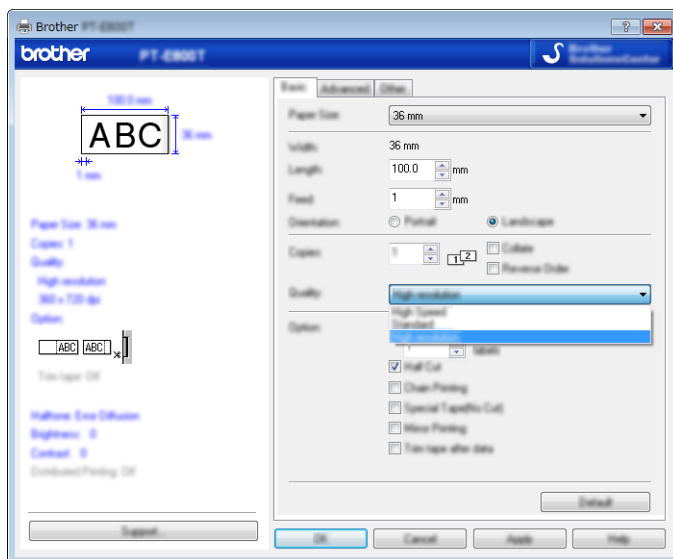 Brother PT-E800T
brother PT-E800T
Brother SolutionsCenter
100.0 mm
ABC
36 mm
1 mm
Paper Size: 36 mm
Copies: 1
Quality:
High-resolution
360 x 720 dpi
Option:
ABC ABC
Trim tape: Off
Halftone: Error Diffusion
Brightness: 0
Contrast: 0
Distributed Printing: Off
Support...
Basic Advanced Other
Paper Size: 36 mm
Width: 36 mm
Length: 100.0 mm
Feed: 1 mm
Orientation: Portrait Landscape
Copies: 1 1 2 Collate
Reverse Order
Quality: High-resolution
High Speed
Standard
High-resolution
Option: 1 labels
Half Cut
Chain Printing
Special Tape(No Cut)
Mirror Printing
Trim tape after data
Default
OK Cancel Apply Help